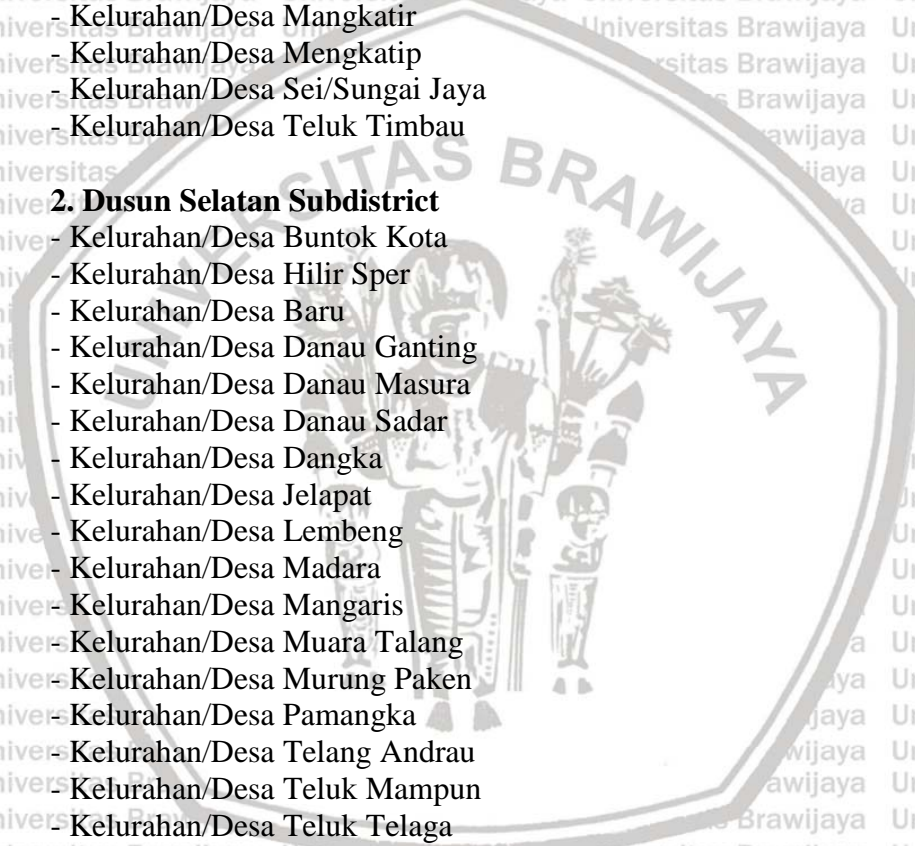 - Kelurahan/Desa Mangkatir
- Kelurahan/Desa Mengkatip
- Kelurahan/Desa Sei/Sungai Jaya
- Kelurahan/Desa Teluk Timbau
2. Dusun Selatan Subdistrict
- Kelurahan/Desa Buntok Kota
- Kelurahan/Desa Hilir Sper
- Kelurahan/Desa Baru
- Kelurahan/Desa Danau Ganting
- Kelurahan/Desa Danau Masura
- Kelurahan/Desa Danau Sadar
- Kelurahan/Desa Dangka
- Kelurahan/Desa Jelapat
- Kelurahan/Desa Lembeng
- Kelurahan/Desa Madara
- Kelurahan/Desa Mangaris
- Kelurahan/Desa Muara Talang
- Kelurahan/Desa Murung Paken
- Kelurahan/Desa Pamangka
- Kelurahan/Desa Telang Andrau
- Kelurahan/Desa Teluk Mampun
- Kelurahan/Desa Teluk Telaga
UNIVERSITAS BRAWIJAYA